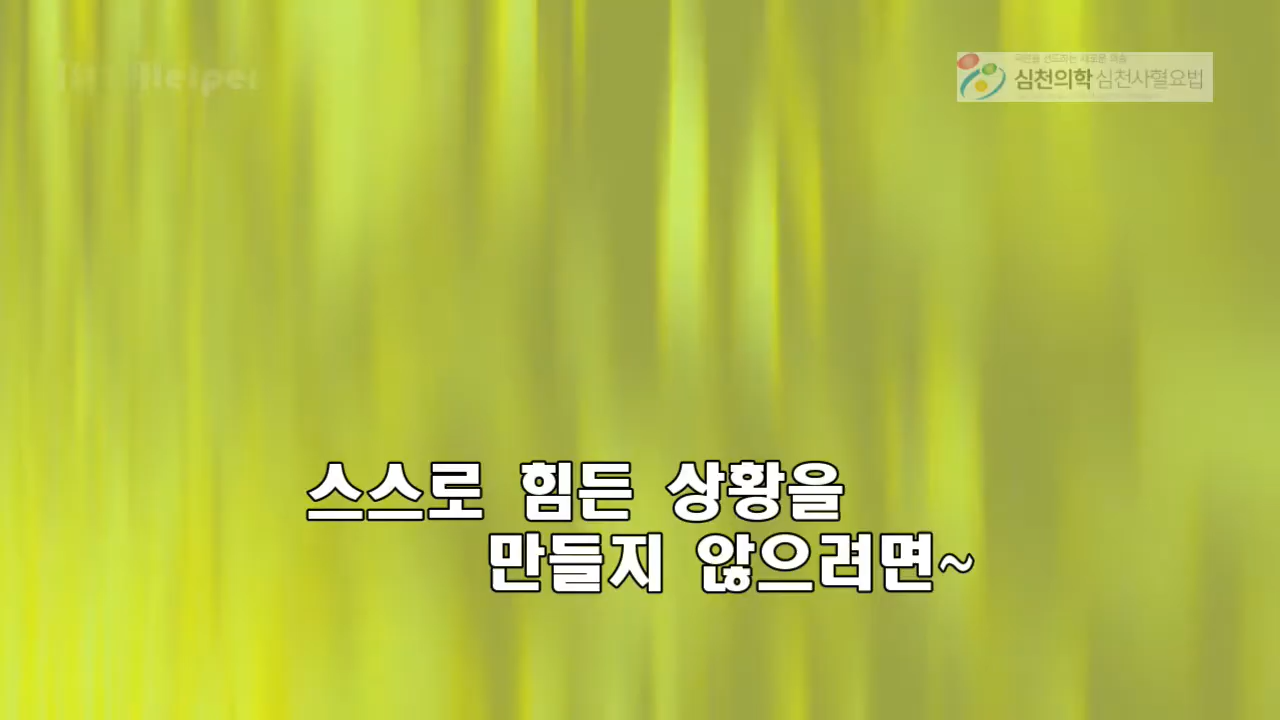 심천의학 심천사혈요법
스스로 힘든 상황을
만들지 않으려면~